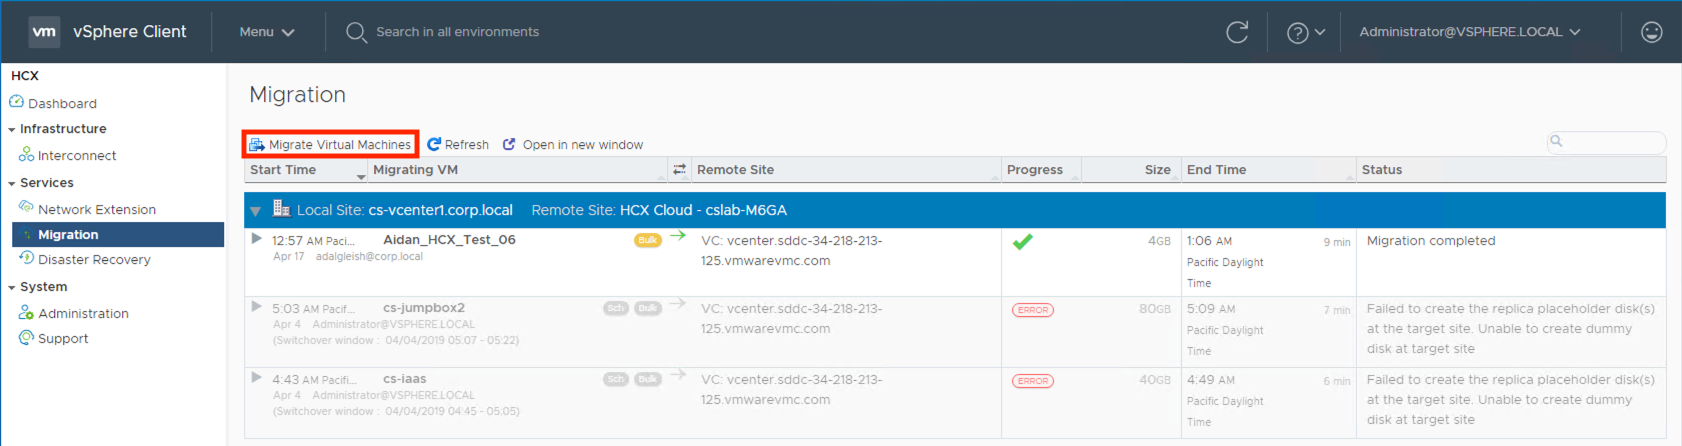 vm vSphere Client Menu Search in all environments Administrator@VSPHERE.LOCAL
HCX
Dashboard
Infrastructure
Interconnect
Services
Network Extension
Migration
Disaster Recovery
System
Administration
Support
Migration
Migrate Virtual Machines Refresh Open in new window
Start Time Migrating VM Remote Site Progress Size End Time Status
Local Site: cs-vcenter1.corp.local Remote Site: HCX Cloud - cslab-M6GA
12:57 AM Paci... Aidan_HCX_Test_06 Bulk VC: vcenter.sddc-34-218-213- 4GB 1:06 AM 9 min Migration completed
Apr 17 adalgleish@corp.local 125.vmwarevmc.com Pacific Daylight
Time
5:03 AM Pacif... cs-jumpbox2 Sch Bulk VC: vcenter.sddc-34-218-213- ERROR 80GB 5:09 AM 7 min Failed to create the replica placeholder disk(s)
Apr 4 Administrator@VSPHERE.LOCAL 125.vmwarevmc.com Pacific Daylight at the target site. Unable to create dummy
(Switchover window : 04/04/2019 05:07 - 05:22) Time disk at target site
4:43 AM Pacifi... cs-iaas Sch Bulk VC: vcenter.sddc-34-218-213- ERROR 40GB 4:49 AM 6 min Failed to create the replica placeholder disk(s)
Apr 4 Administrator@VSPHERE.LOCAL 125.vmwarevmc.com Pacific Daylight at the target site. Unable to create dummy
(Switchover window : 04/04/2019 04:45 - 05:05) Time disk at target site